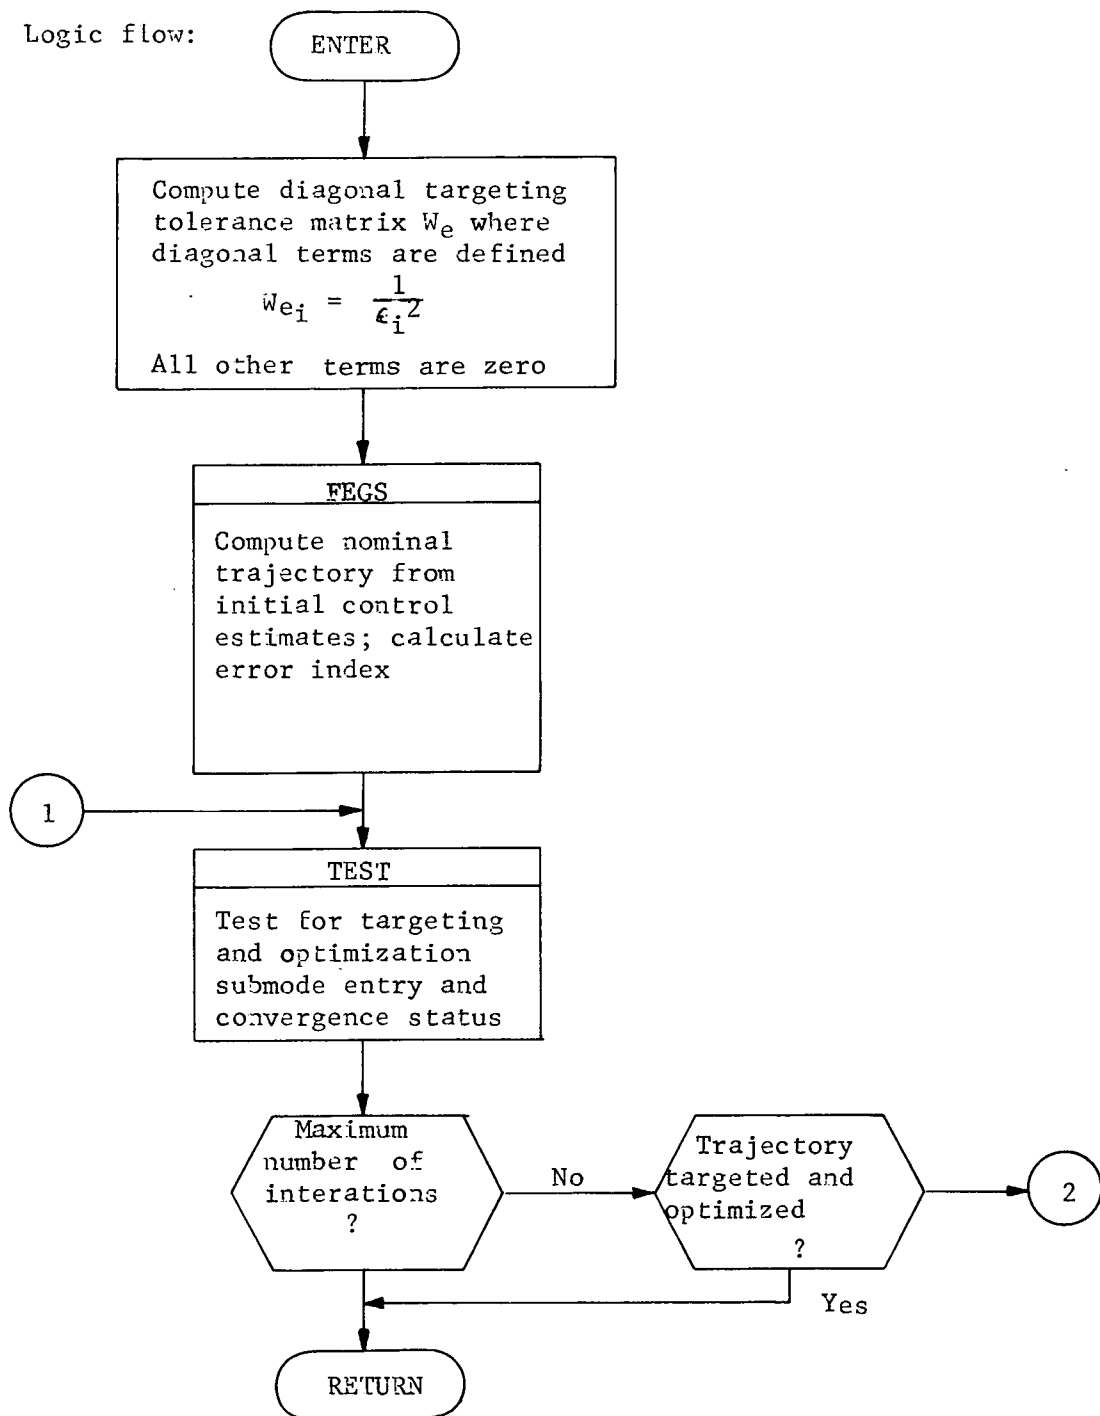 Logic flow:
ENTER
Compute diagonal targeting
tolerance matrix We where
diagonal terms are defined
Wei = 1/ϵi2
All other terms are zero
FEGS
Compute nominal
trajectory from
initial control
estimates; calculate
error index
1
TEST
Test for targeting
and optimization
submode entry and
convergence status
Maximum
number of
interations
?
No
Trajectory
targeted and
optimized
?
2
Yes
RETURN